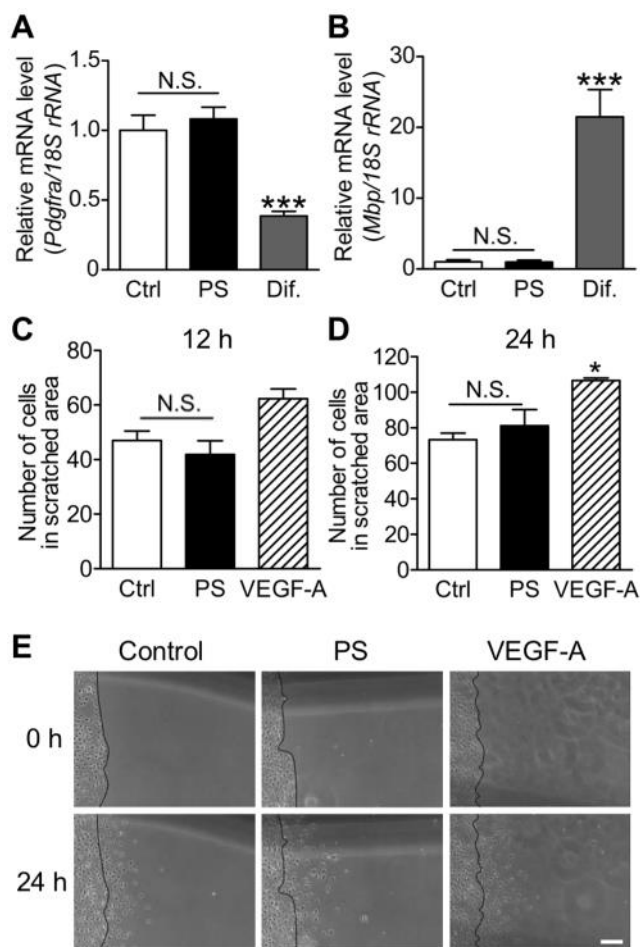 A
Relative mRNA level
(Pdgfra/18S rRNA)
1.5
1.0
0.5
0
N.S.
***
Ctrl PS Dif.
B
Relative mRNA level
(Mbp/18S rRNA)
30
20
10
0
N.S.
***
Ctrl PS Dif.
C
12 h
Number of cells
in scratched area
80
60
40
20
0
N.S.
Ctrl PS VEGF-A
D
24 h
Number of cells
in scratched area
120
100
80
60
40
20
0
N.S.
*
Ctrl PS VEGF-A
E
Control PS VEGF-A
0 h
24 h